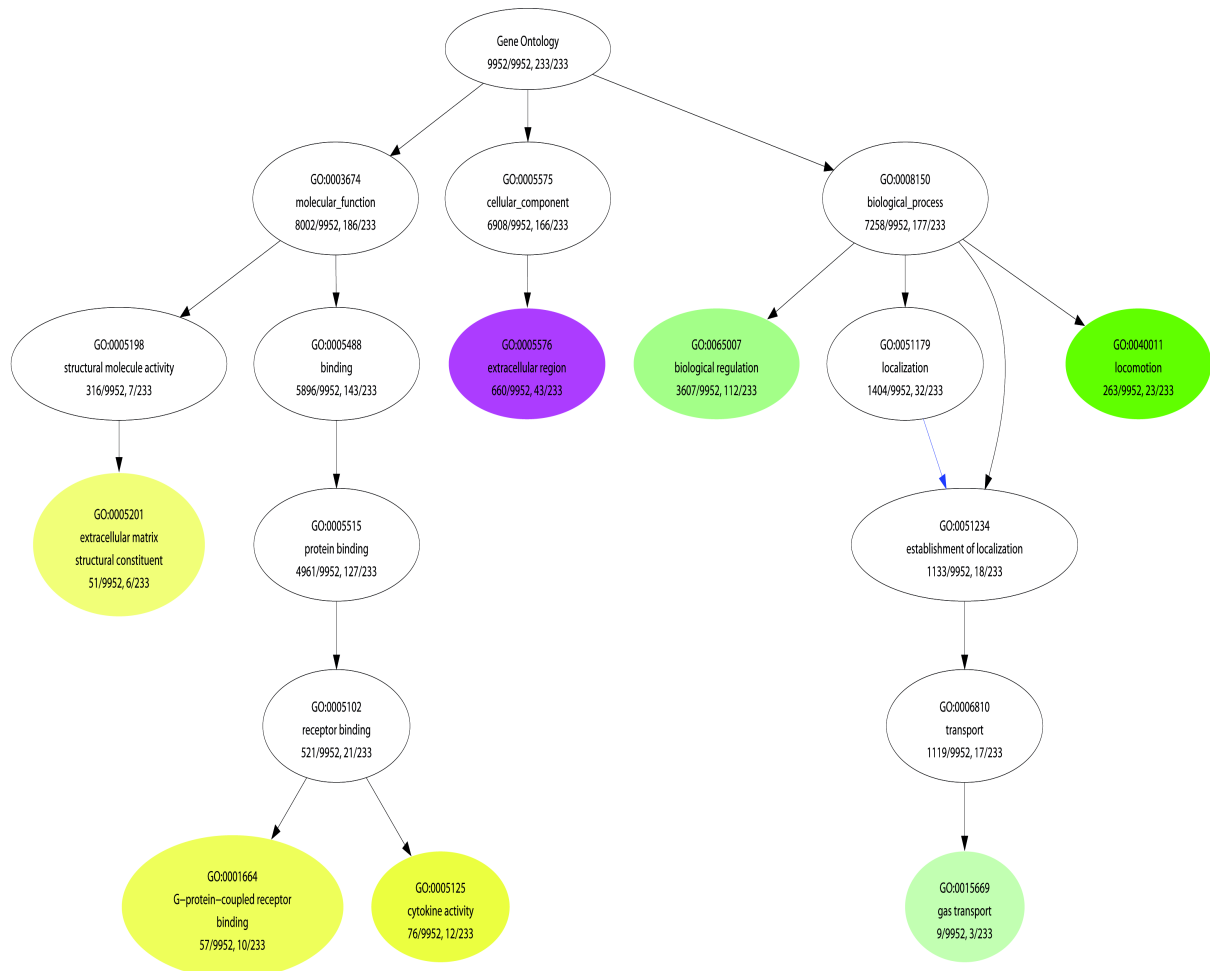 Gene Ontology
9952/9952, 233/233
GO:0003674
molecular_function
8002/9952, 186/233
GO:0005575
cellular_component
6908/9952, 166/233
GO:0008150
biological_process
7258/9952, 177/233
GO:0005198
structural molecule activity
316/9952, 7/233
GO:0005488
binding
5896/9952, 143/233
GO:0005576
extracellular region
660/9952, 43/233
GO:0065007
biological regulation
3607/9952, 112/233
GO:0051179
localization
1404/9952, 32/233
GO:0040011
locomotion
263/9952, 23/233
GO:0005201
extracellular matrix
structural constituent
51/9952, 6/233
GO:0005515
protein binding
4961/9952, 127/233
GO:0051234
establishment of localization
1133/9952, 18/233
GO:0005102
receptor binding
521/9952, 21/233
GO:0006810
transport
1119/9952, 17/233
GO:0001664
G−protein−coupled receptor
binding
57/9952, 10/233
GO:0005125
cytokine activity
76/9952, 12/233
GO:0015669
gas transport
9/9952, 3/233